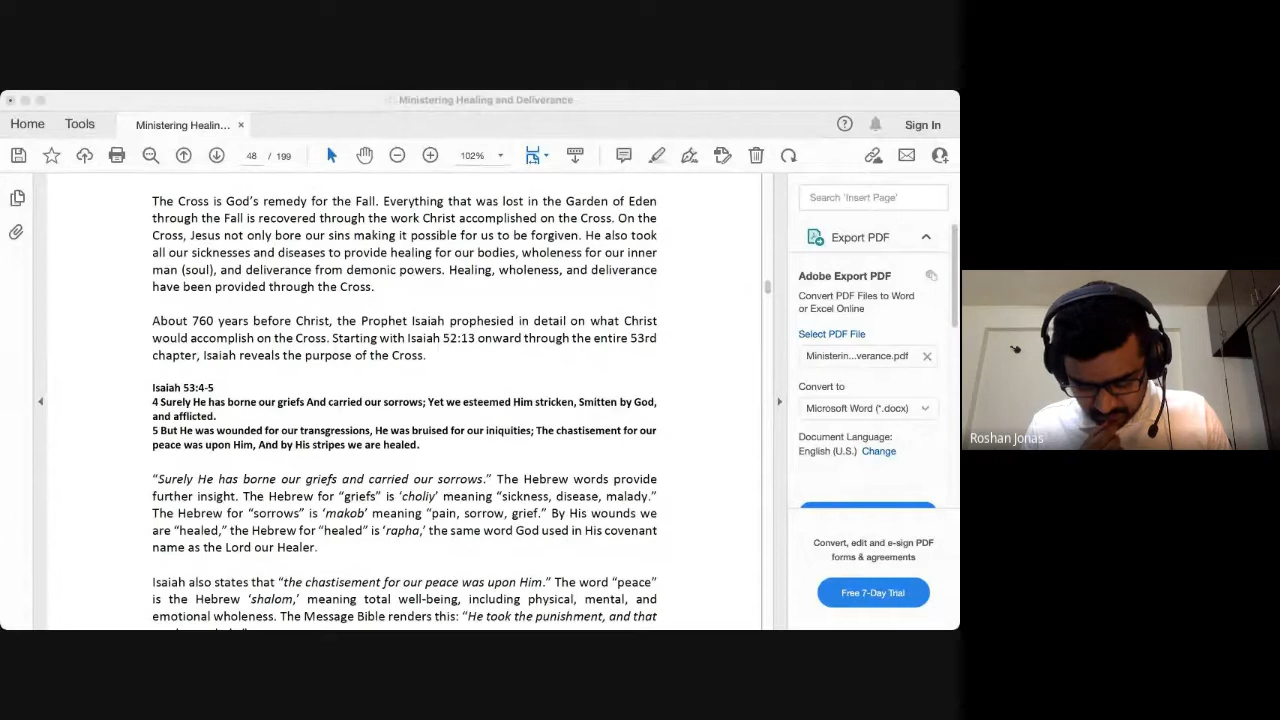 Ministering Healing and Deliverance
Home
Tools
Ministering Healin...
Sign In
48 / 199
102%
The Cross is God's remedy for the Fall. Everything that was lost in the Garden of Eden
through the Fall is recovered through the work Christ accomplished on the Cross. On the
Cross, Jesus not only bore our sins making it possible for us to be forgiven. He also took
all our sicknesses and diseases to provide healing for our bodies, wholeness for our inner
man (soul), and deliverance from demonic powers. Healing, wholeness, and deliverance
have been provided through the Cross.
About 760 years before Christ, the Prophet Isaiah prophesied in detail on what Christ
would accomplish on the Cross. Starting with Isaiah 52:13 onward through the entire 53rd
chapter, Isaiah reveals the purpose of the Cross.
Isaiah 53:4-5
4 Surely He has borne our griefs And carried our sorrows; Yet we esteemed Him stricken, Smitten by God,
and afflicted.
5 But He was wounded for our transgressions, He was bruised for our iniquities; The chastisement for our
peace was upon Him, And by His stripes we are healed.
“Surely He has borne our griefs and carried our sorrows.” The Hebrew words provide
further insight. The Hebrew for “griefs” is ‘choliy’ meaning “sickness, disease, malady.”
The Hebrew for “sorrows” is ‘makob’ meaning “pain, sorrow, grief.” By His wounds we
are “healed,” the Hebrew for “healed” is ‘rapha,’ the same word God used in His covenant
name as the Lord our Healer.
Isaiah also states that “the chastisement for our peace was upon Him.” The word “peace”
is the Hebrew ‘shalom,’ meaning total well-being, including physical, mental, and
emotional wholeness. The Message Bible renders this: “He took the punishment, and that
Search 'Insert Page'
Export PDF
Adobe Export PDF
Convert PDF Files to Word
or Excel Online
Select PDF File
Ministerin...verance.pdf
Convert to
Microsoft Word (*.docx)
Document Language:
English (U.S.) Change
Convert, edit and e-sign PDF
forms & agreements
Free 7-Day Trial
Roshan Jonas